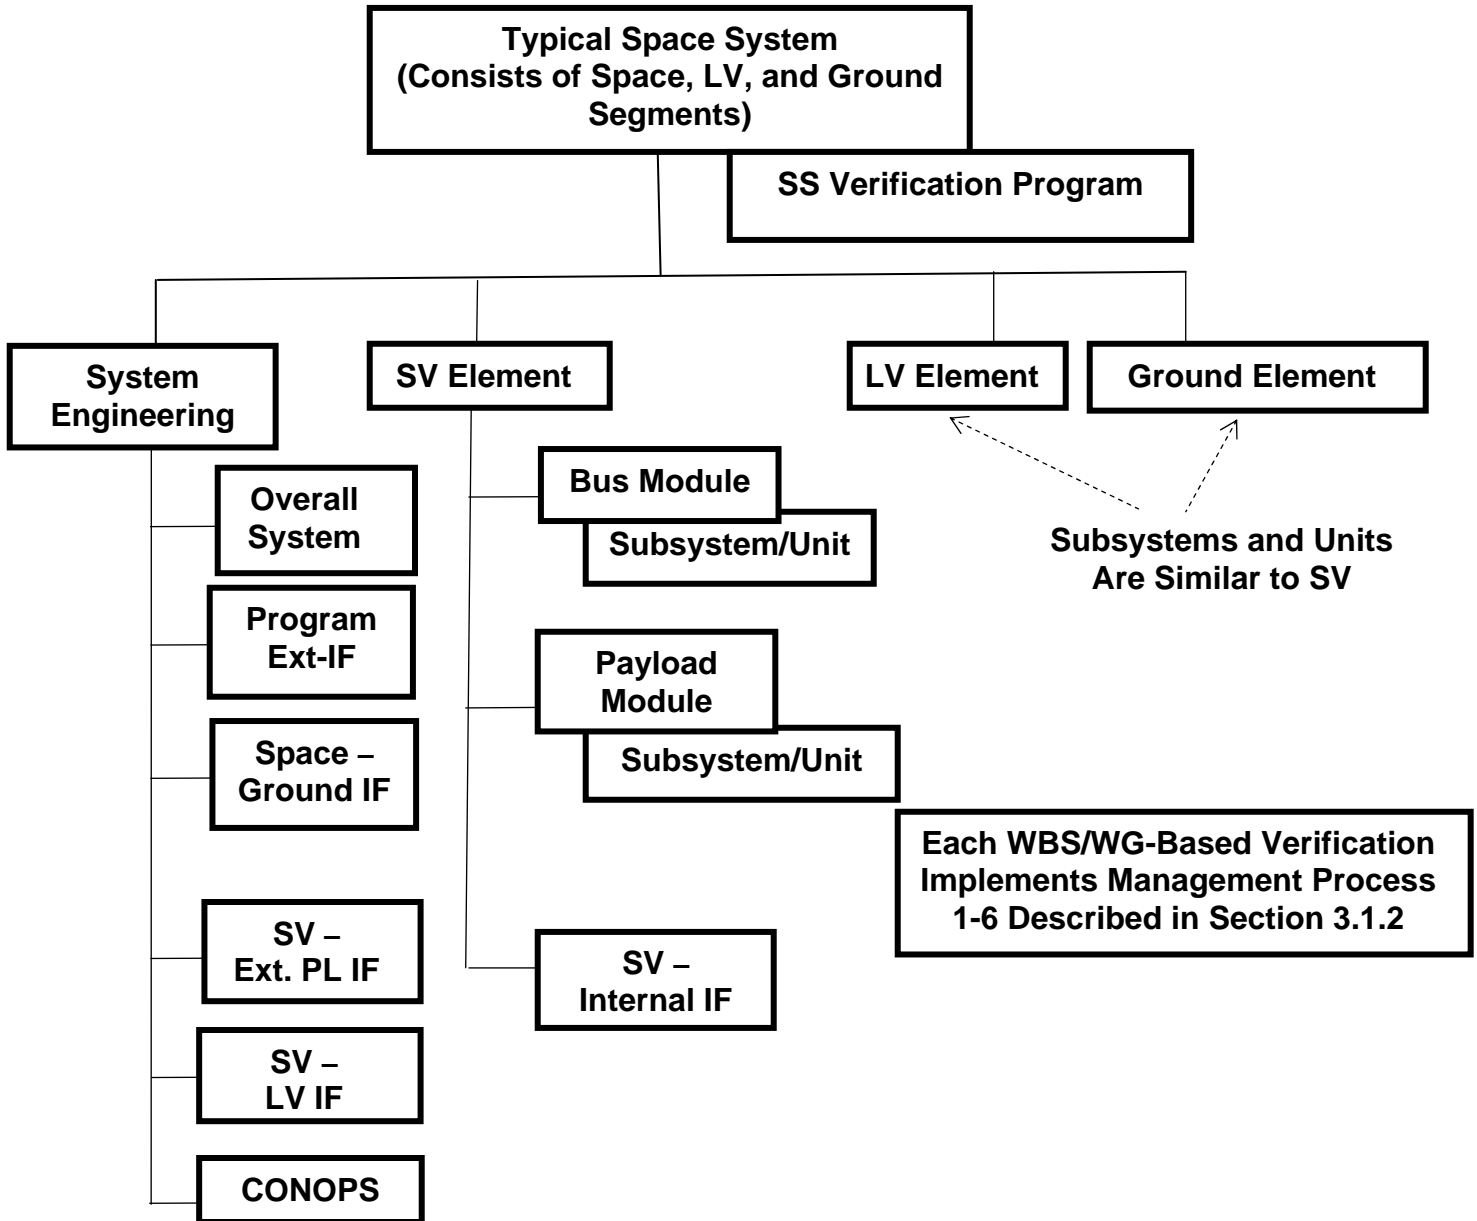 Typical Space System
(Consists of Space, LV, and Ground
Segments)
SS Verification Program
System
Engineering
SV Element
LV Element
Ground Element
Overall
System
Program
Ext-IF
Space –
Ground IF
SV –
Ext. PL IF
SV –
LV IF
CONOPS
Bus Module
Subsystem/Unit
Payload
Module
Subsystem/Unit
SV –
Internal IF
Subsystems and Units
Are Similar to SV
Each WBS/WG-Based Verification
Implements Management Process
1-6 Described in Section 3.1.2